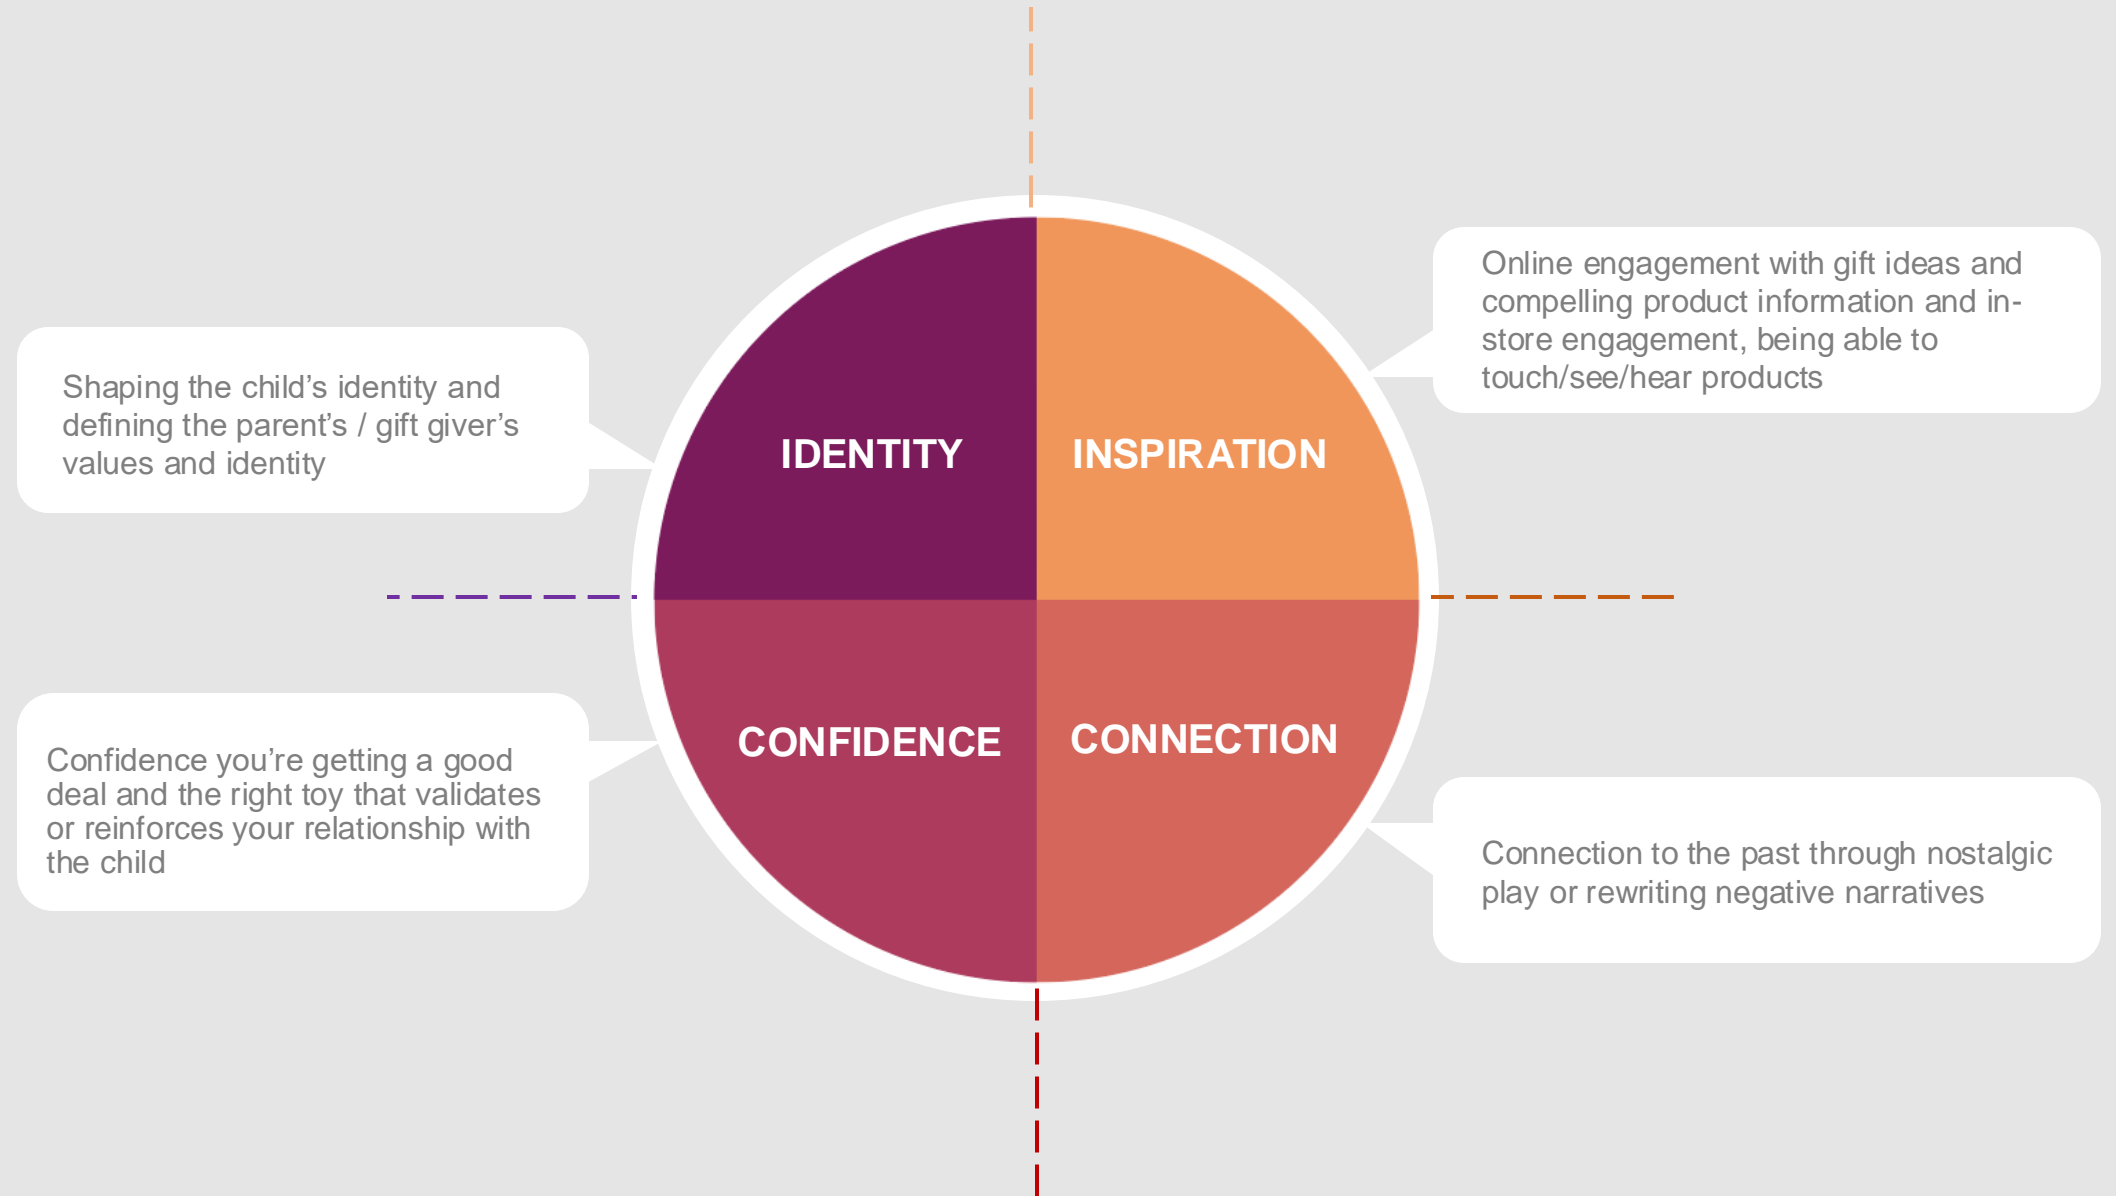 Shaping the child’s identity and
defining the parent’s / gift giver’s
values and identity
IDENTITY
INSPIRATION
Online engagement with gift ideas and
compelling product information and in-
store engagement, being able to
touch/see/hear products
Confidence you’re getting a good
deal and the right toy that validates
or reinforces your relationship with
the child
CONFIDENCE
CONNECTION
Connection to the past through nostalgic
play or rewriting negative narratives